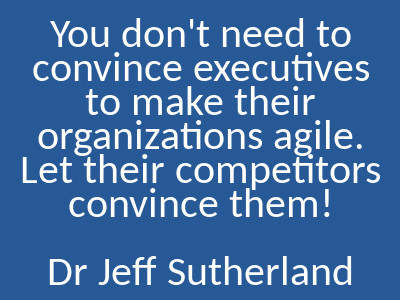 You don't need to
convince executives
to make their
organizations agile.
Let their competitors
convince them!
Dr Jeff Sutherland